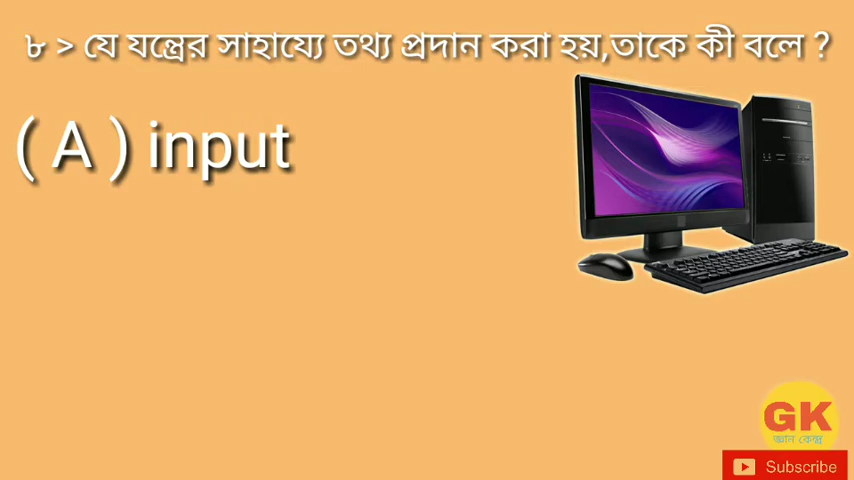 ৮ > যে যন্ত্রের সাহায্যে তথ্য প্রদান করা হয়,তাকে কী বলে ?
( A ) input
GK
জ্ঞান কেন্দ্র
Subscribe